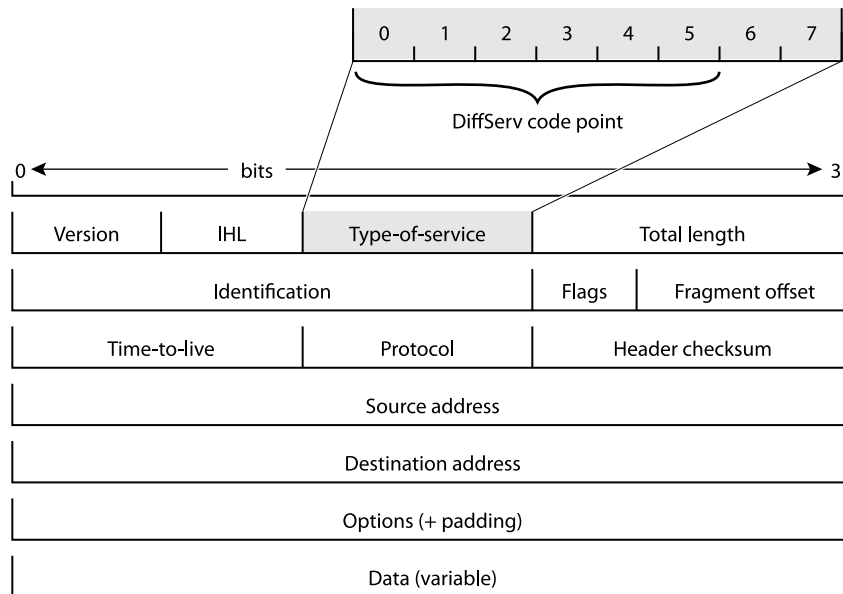 0 1 2 3 4 5 6 7
DiffServ code point
0 bits 3
Version IHL Type-of-service Total length
Identification Flags Fragment offset
Time-to-live Protocol Header checksum
Source address
Destination address
Options (+ padding)
Data (variable)